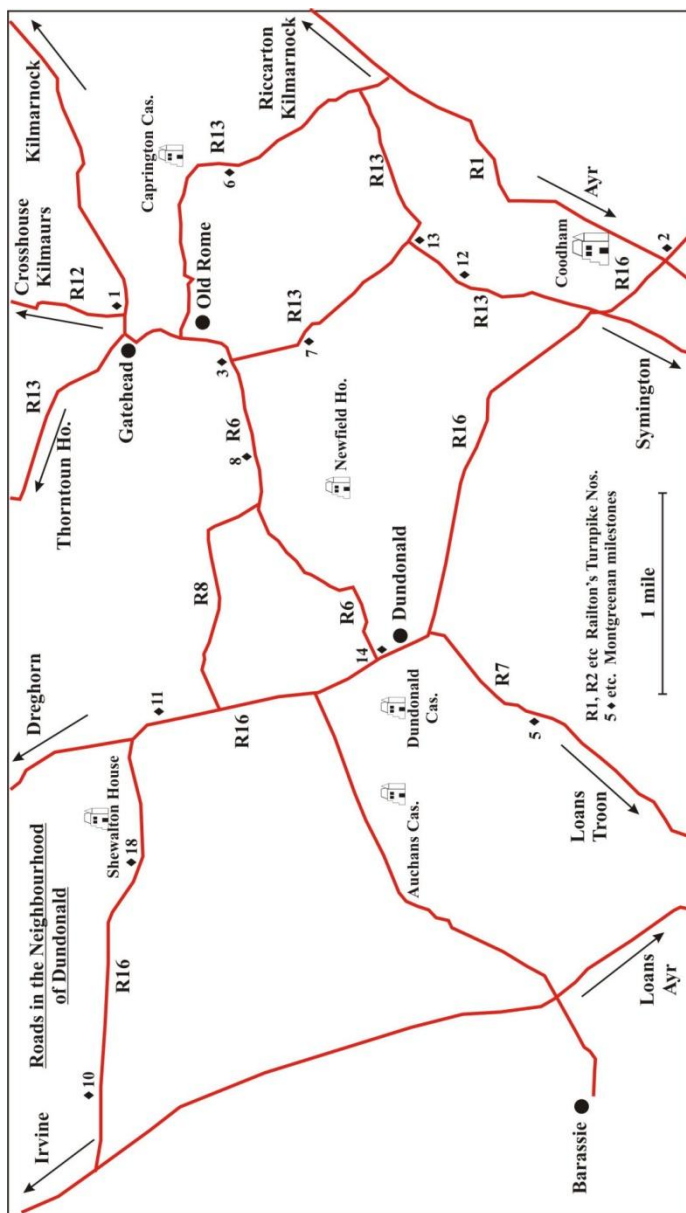 Roads in the Neighbourhood
of Dundonald
Irvine
10
R16
18
Shewalton House
Dreghorn
11
R16
R8
Thorntoun Ho.
R13
Gatehead
Crosshouse
Kilmaurs
R12
1
Kilmarnock
Caprington Cas.
Old Rome
3
R6
8
R13
6
Riccarton
Kilmarnock
R13
7
R13
13
12
R13
R1
Ayr
Coodham
R16
2
Newfield Ho.
R6
14
Dundonald
R16
Symington
Dundonald
Cas.
Auchans Cas.
R7
5
Loans
Troon
Loans
Ayr
Barassie
R1, R2 etc Railton's Turnpike Nos.
5 ♦ etc. Montgreenan milestones
1 mile